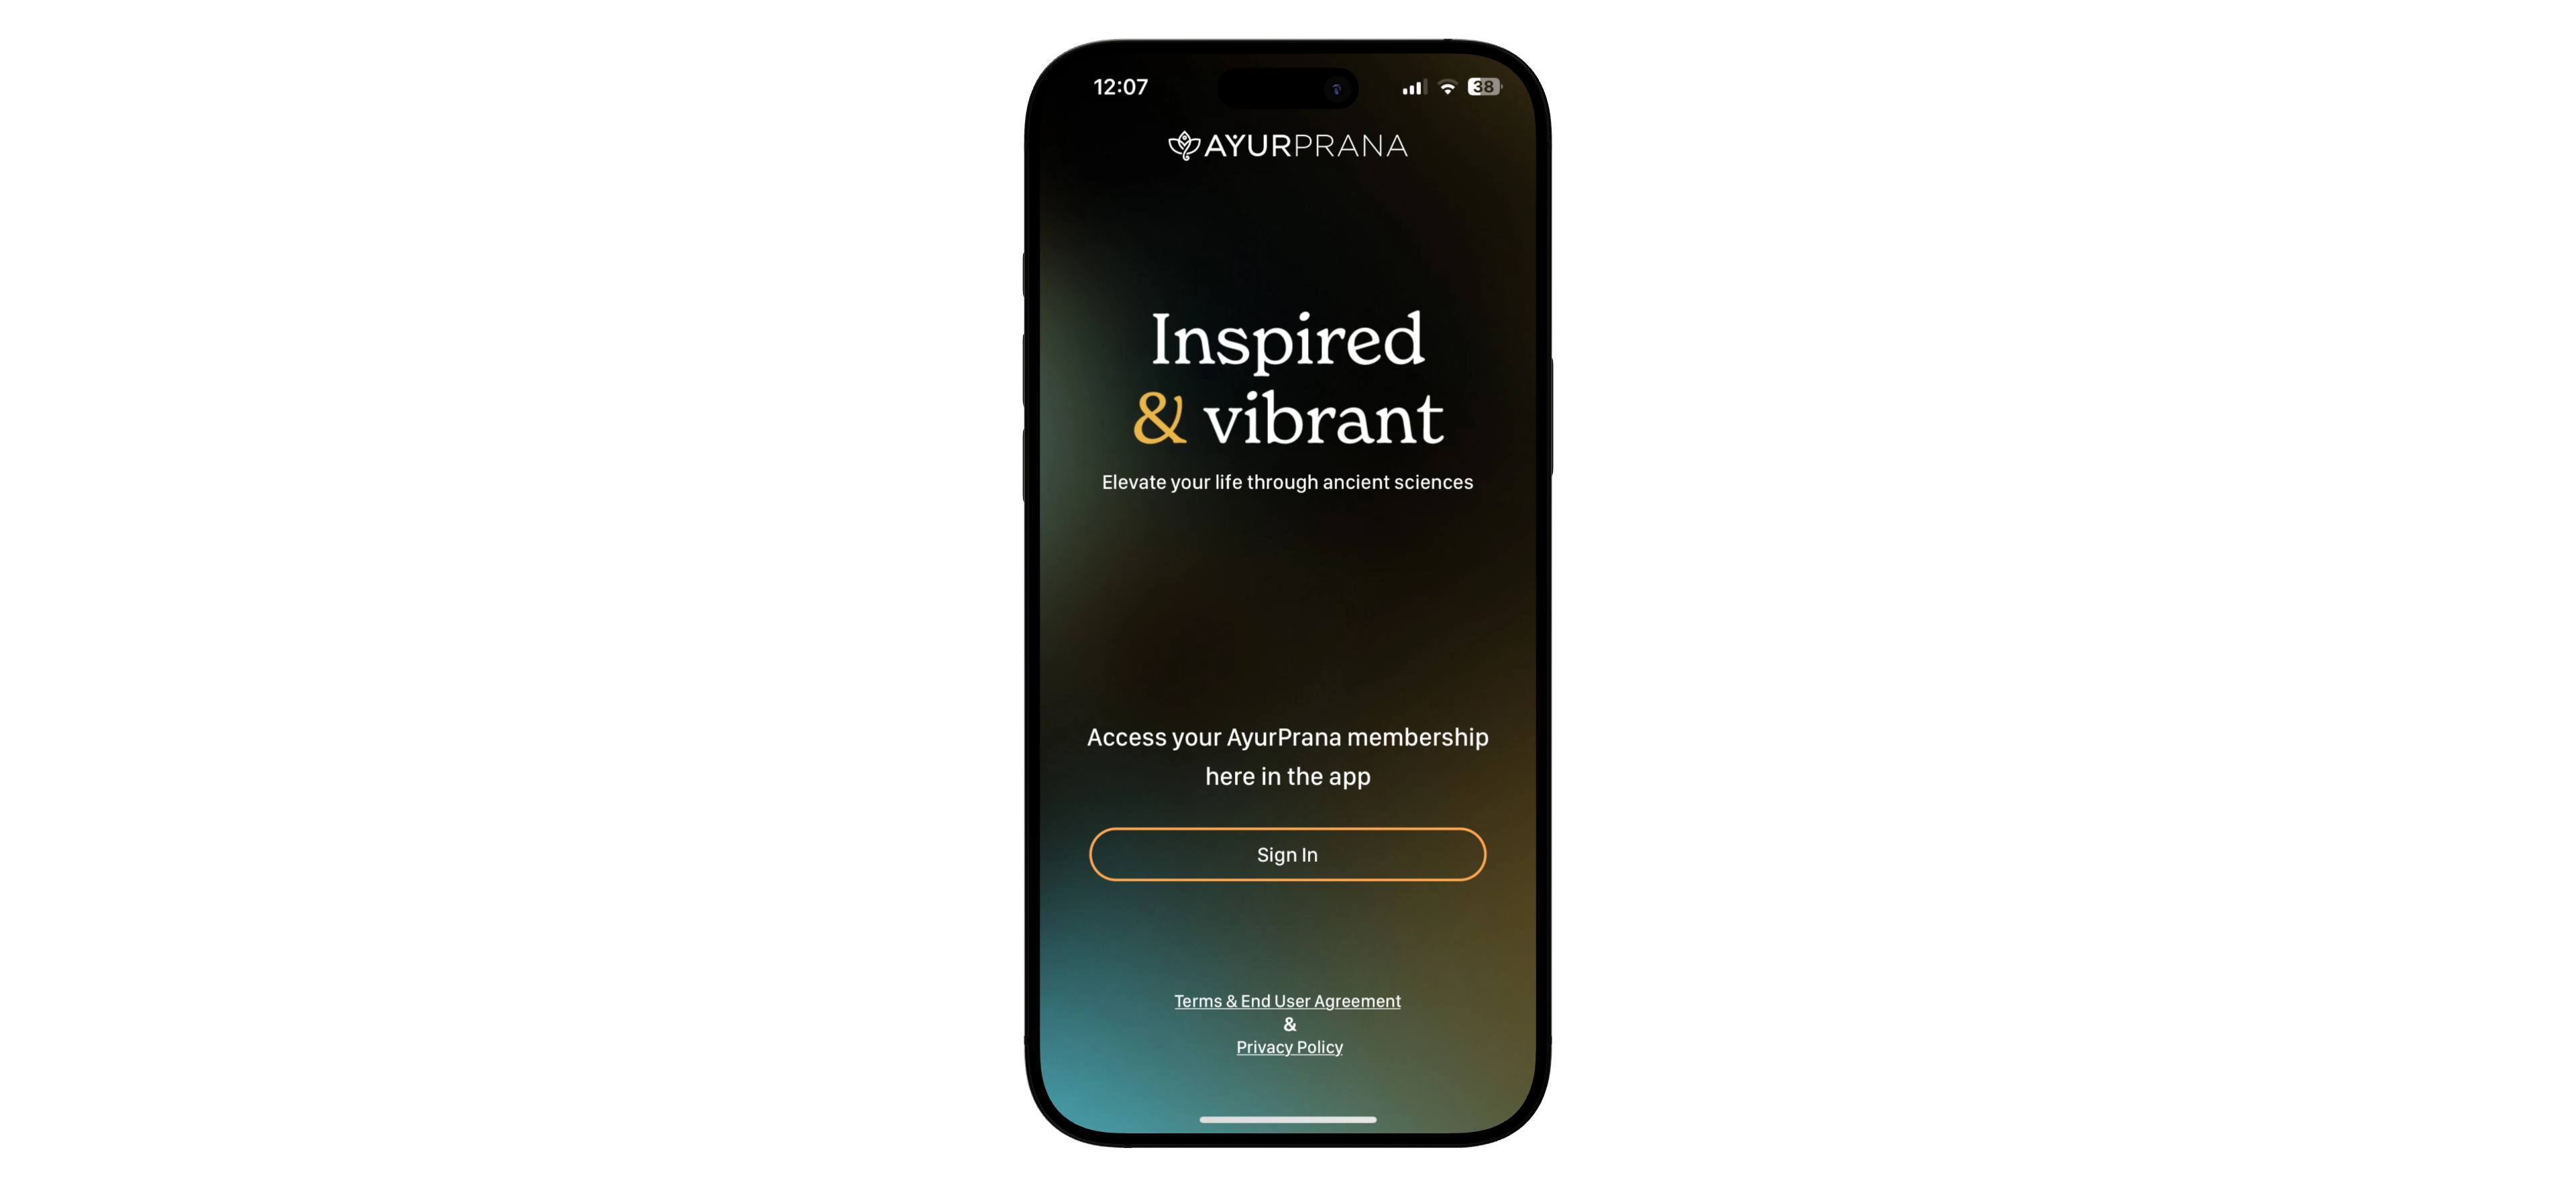 12:07
38
AYURPRANA
Inspired
& vibrant
Elevate your life through ancient sciences
Access your AyurPrana membership
here in the app
Sign In
Terms & End User Agreement
&
Privacy Policy